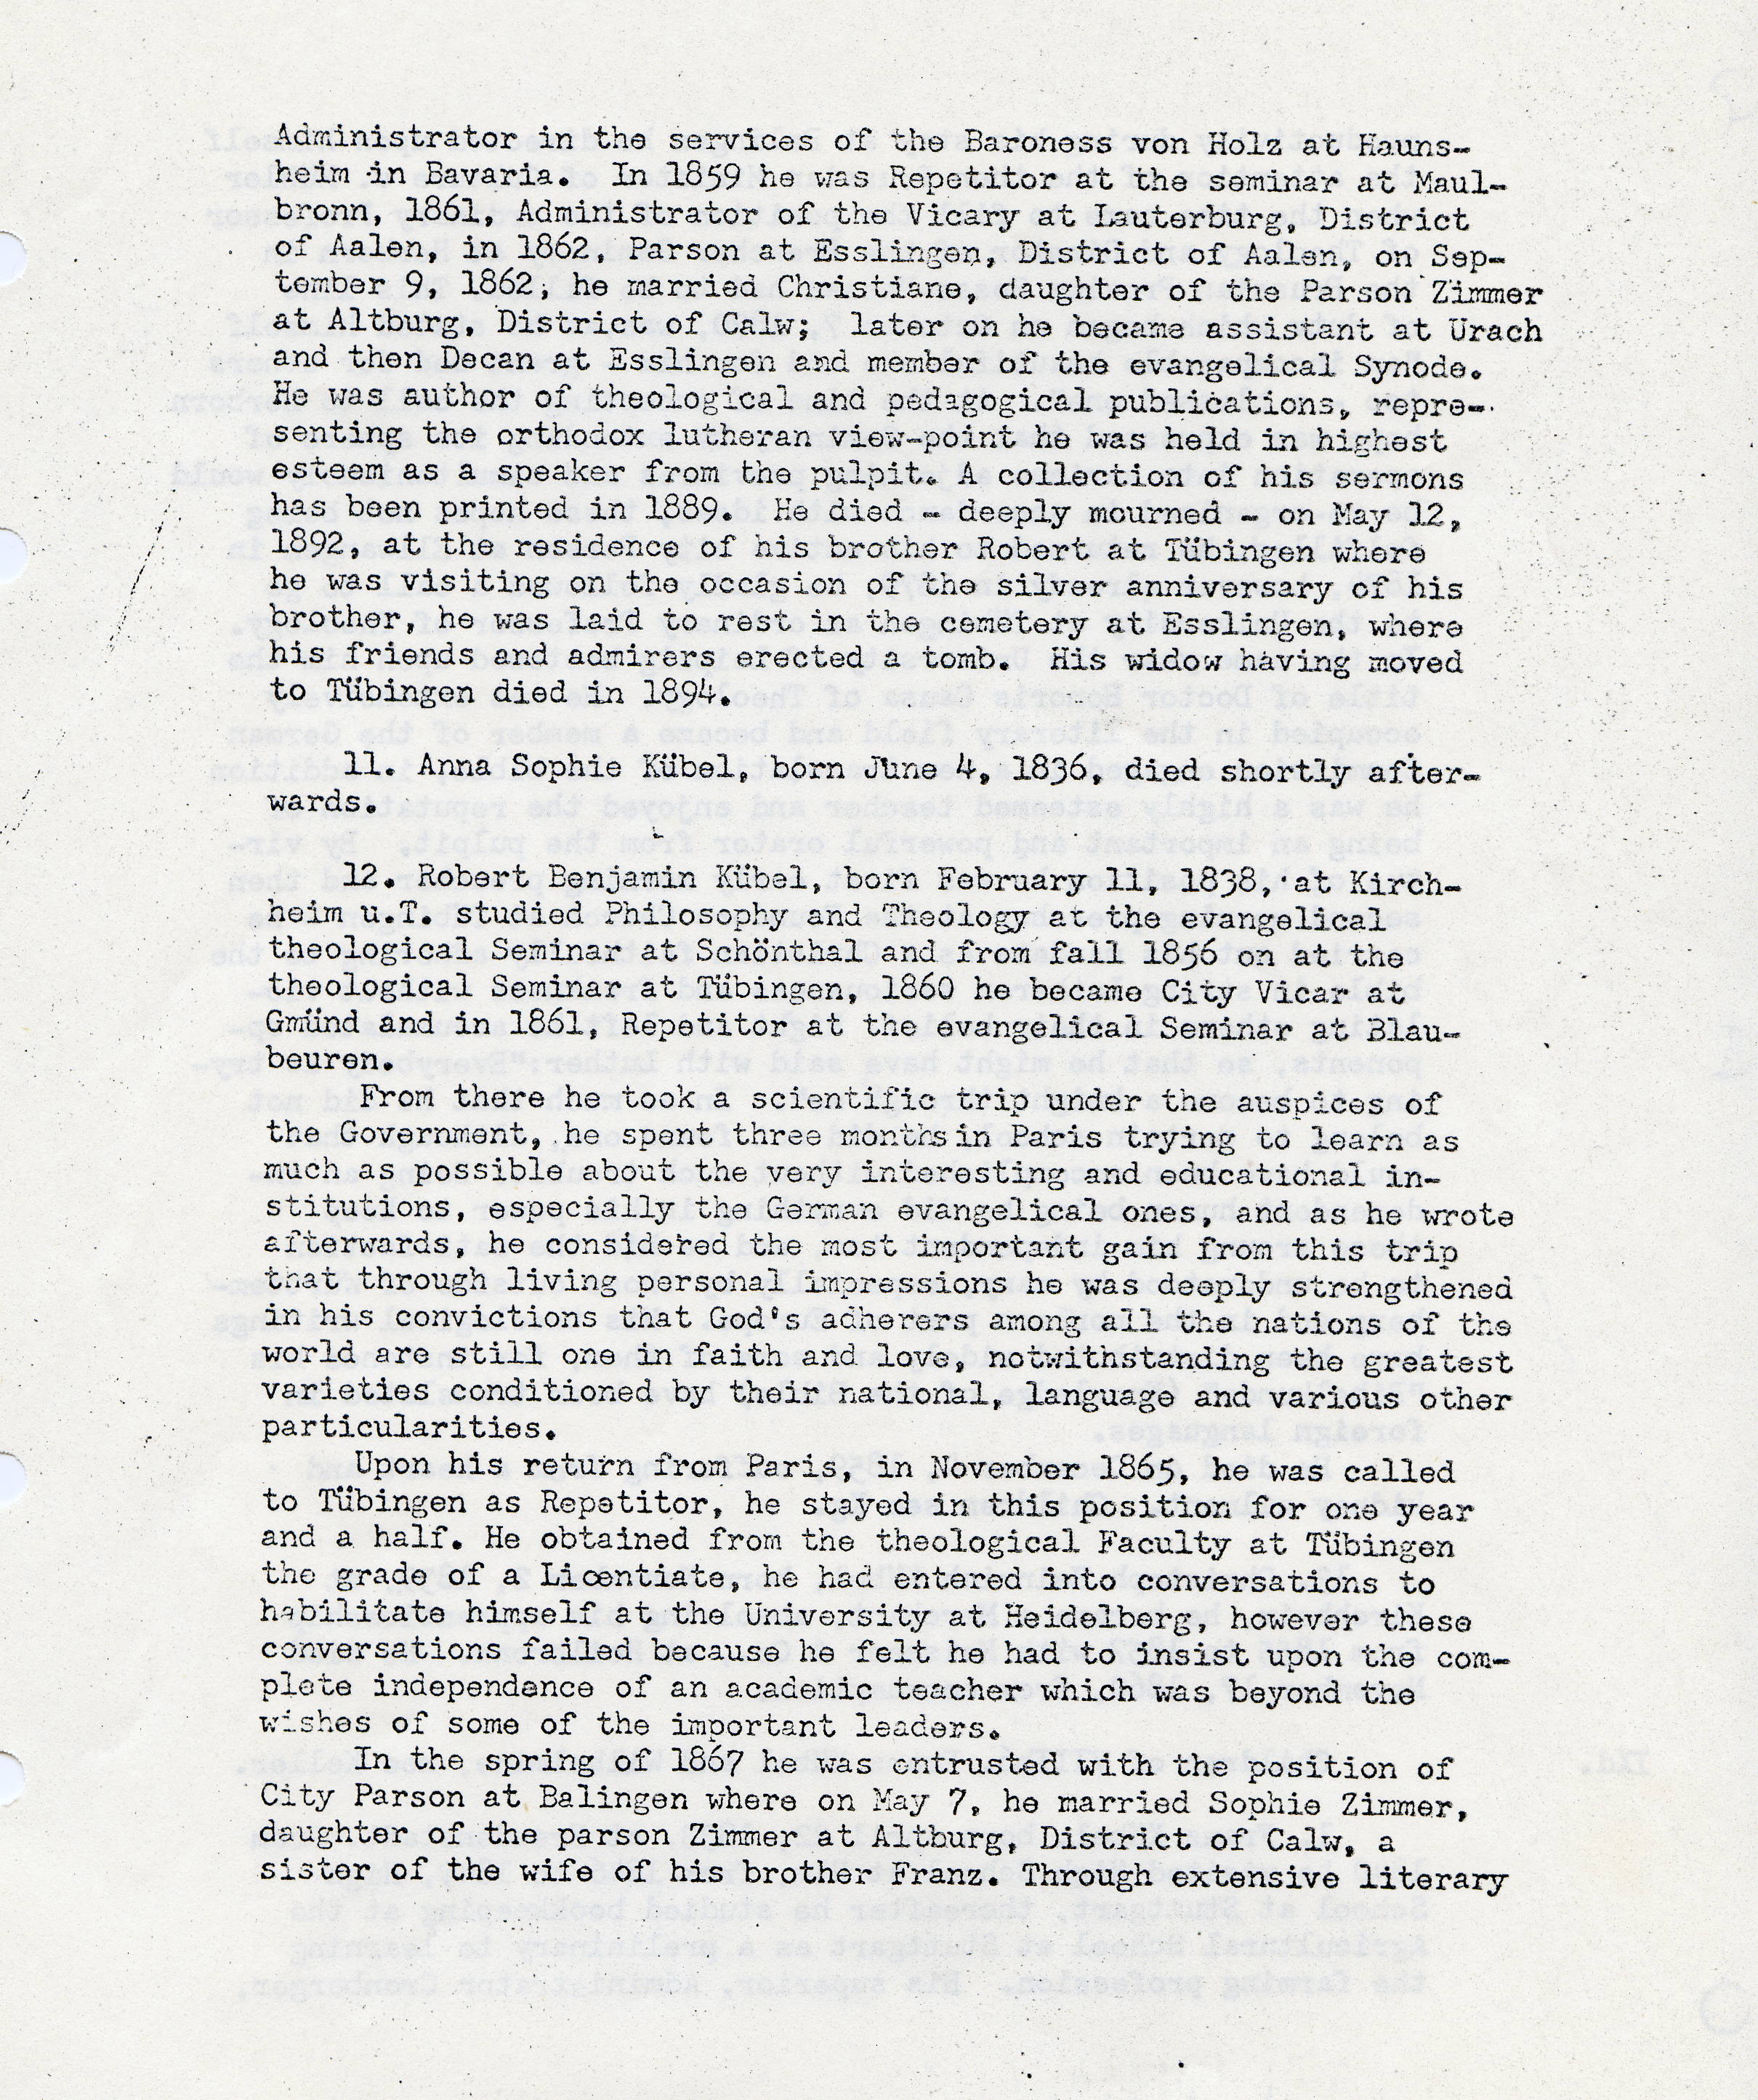 Administrator in the services of the Baroness von Holz at Hauns-
heim in Bavaria. In 1859 he was Repetitor at the seminar at Maul-
bronn, 1861, Administrator of the Vicary at Lauterburg, District
of Aalen, in 1862, Parson at Esslingen, District of Aalen, on Sep-
tember 9, 1862, he married Christiane, daughter of the Parson Zimmer
at Altburg, District of Calw; later on he became assistant at Urach
and then Decan at Esslingen and member of the evangelical Synode.
He was author of theological and pedagogical publications, repre-
senting the orthodox lutheran view-point he was held in highest
esteem as a speaker from the pulpit. A collection of his sermons
has been printed in 1889. He died - deeply mourned - on May 12,
1892, at the residence of his brother Robert at Tübingen where
he was visiting on the occasion of the silver anniversary of his
brother, he was laid to rest in the cemetery at Esslingen, where
his friends and admirers erected a tomb. His widow having moved
to Tübingen died in 1894.
11. Anna Sophie Kübel, born June 4, 1836, died shortly after-
wards.
12. Robert Benjamin Kübel, born February 11, 1838, at Kirch-
heim u.T. studied Philosophy and Theology at the evangelical
theological Seminar at Schönthal and from fall 1856 on at the
theological Seminar at Tübingen, 1860 he became City Vicar at
Gmünd and in 1861, Repetitor at the evangelical Seminar at Blau-
beuren.
From there he took a scientific trip under the auspices of
the Government, he spent three months in Paris trying to learn as
much as possible about the very interesting and educational in-
stitutions, especially the German evangelical ones, and as he wrote
afterwards, he considered the most important gain from this trip
that through living personal impressions he was deeply strengthened
in his convictions that God's adherers among all the nations of the
world are still one in faith and love, notwithstanding the greatest
varieties conditioned by their national, language and various other
particularities.
Upon his return from Paris, in November 1865, he was called
to Tübingen as Repetitor, he stayed in this position for one year
and a half. He obtained from the theological Faculty at Tübingen
the grade of a Licentiate, he had entered into conversations to
habilitate himself at the University at Heidelberg, however these
conversations failed because he felt he had to insist upon the com-
plete independence of an academic teacher which was beyond the
wishes of some of the important leaders.
In the spring of 1867 he was entrusted with the position of
City Parson at Balingen where on May 7, he married Sophie Zimmer,
daughter of the parson Zimmer at Altburg, District of Calw, a
sister of the wife of his brother Franz. Through extensive literary